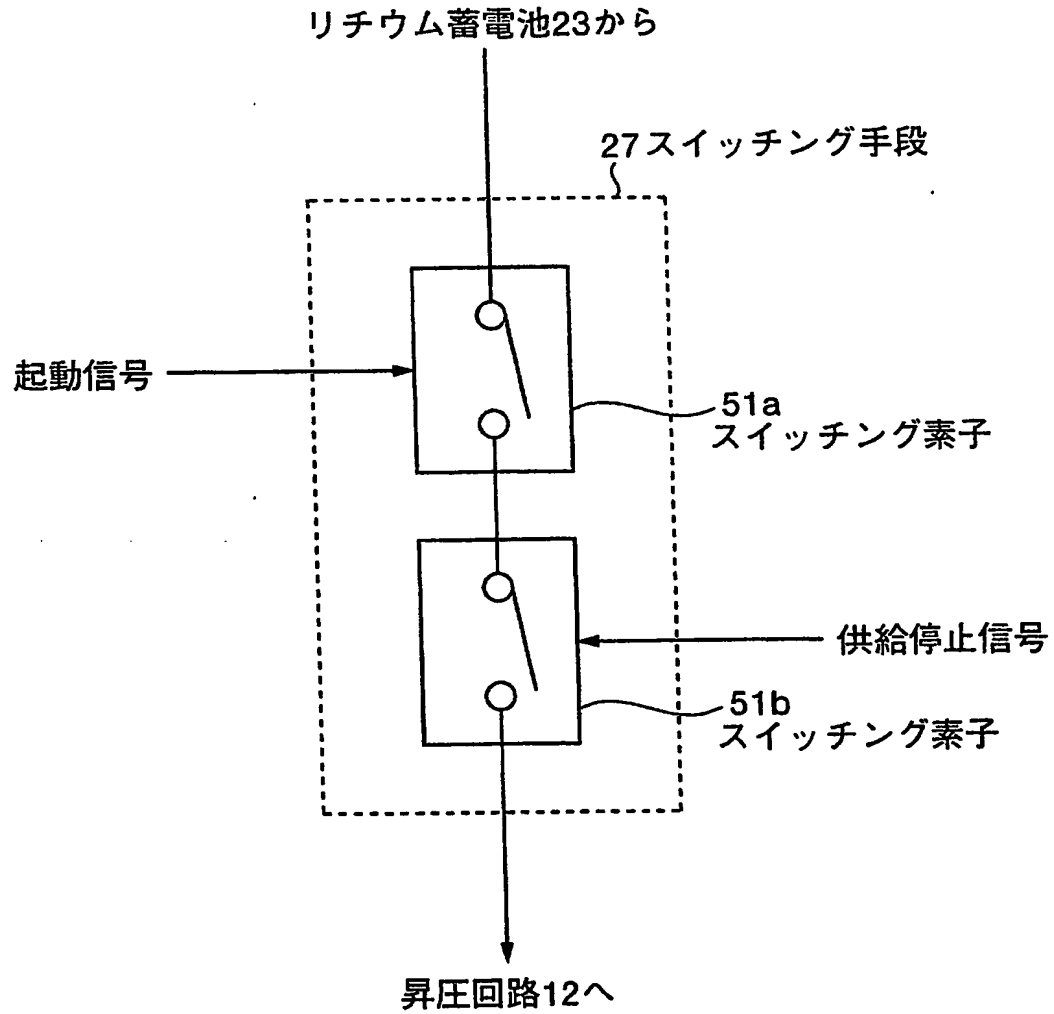 リチウム蓄電池23から
27スイッチング手段
起動信号
51a
スイッチング素子
供給停止信号
51b
スイッチング素子
昇圧回路12へ